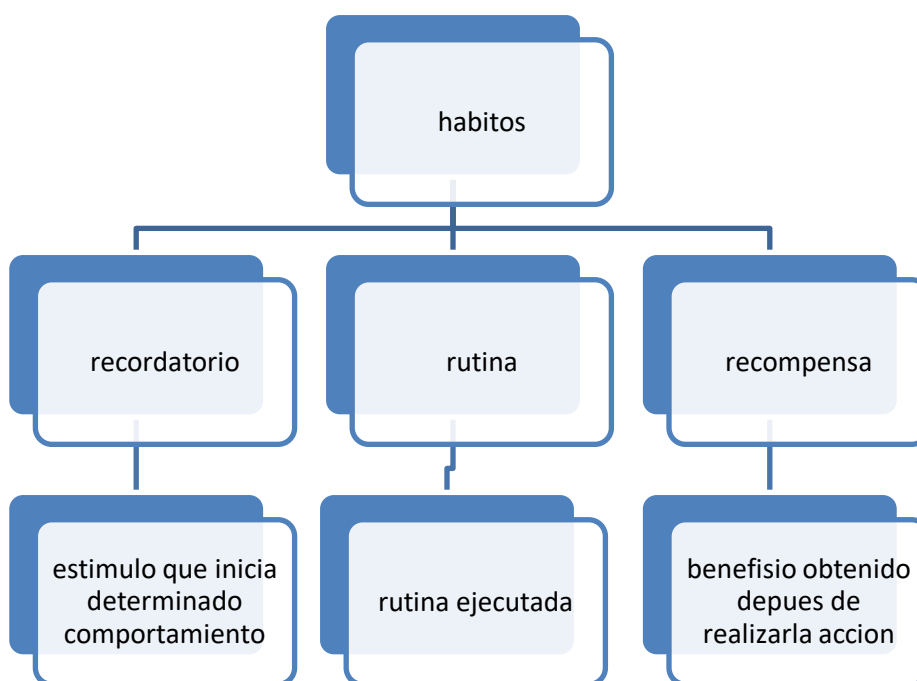 habitos
recordatorio
rutina
recompensa
estimulo que inicia
determinado
comportamiento
rutina ejecutada
benefisio obtenido
depues de
realizarla accion